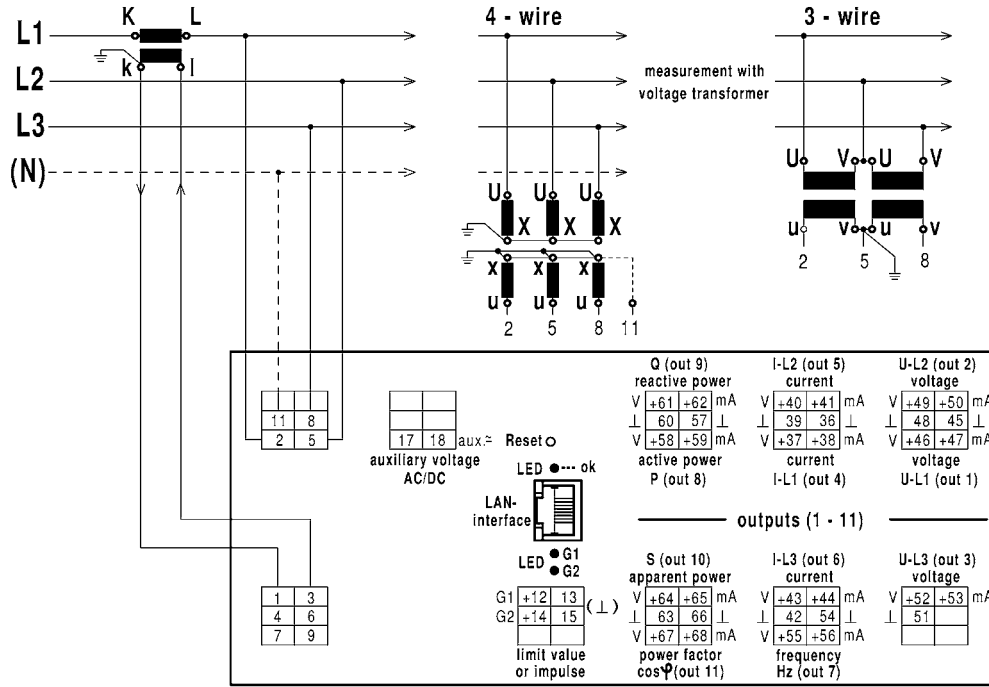 K L
4 - wire
3 - wire
L1
k l
L2
measurement with
voltage transformer
L3
(N)
U V U V
U U U
X X X
u v v u v
2 5 8
x x x
u u u
2 5 8 11
11 8
2 5
17 18 aux.≂
auxiliary voltage
AC/DC
Reset
LED --- ok
LAN-
interface
LED G1
G2
Q (out 9)
reactive power
V +61 +62 mA
⊥ 60 57 ⊥
V +58 +59 mA
active power
P (out 8)
I-L2 (out 5)
current
+40 +41 mA
39 36 ⊥
+37 +38 mA
current
I-L1 (out 4)
U-L2 (out 2)
voltage
V +49 +50 mA
⊥ 48 45 ⊥
V +46 +47 mA
voltage
U-L1 (out 1)
outputs (1 - 11)
1 3
4 6
7 9
G1 +12 13
G2 +14 15
(⊥)
limit value
or impulse
S (out 10)
apparent power
V +64 +65 mA
⊥ 63 66 ⊥
V +67 +68 mA
power factor
cosφ(out 11)
I-L3 (out 6)
current
V +43 +44 mA
⊥ 42 54 ⊥
V +55 +56 mA
frequency
Hz (out 7)
U-L3 (out 3)
voltage
V +52 +53 mA
⊥ 51